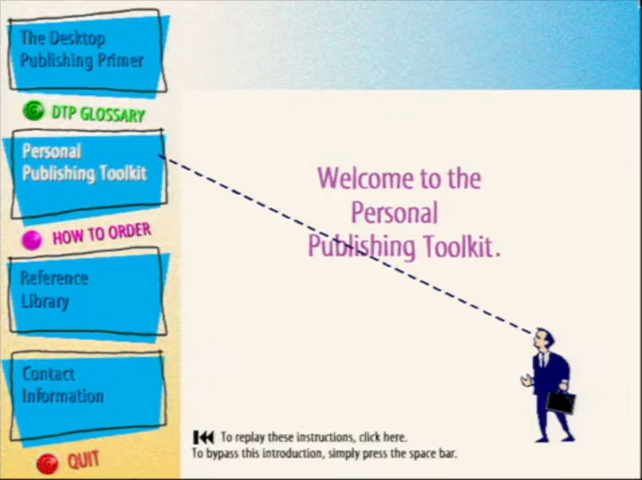 The Desktop
Publishing Primer
DTP GLOSSARY
Personal
Publishing Toolkit
HOW TO ORDER
Reference
Library
Contact
Information
QUIT
Welcome to the
Personal
Publishing Toolkit.
To replay these instructions, click here.
To bypass this introduction, simply press the space bar.